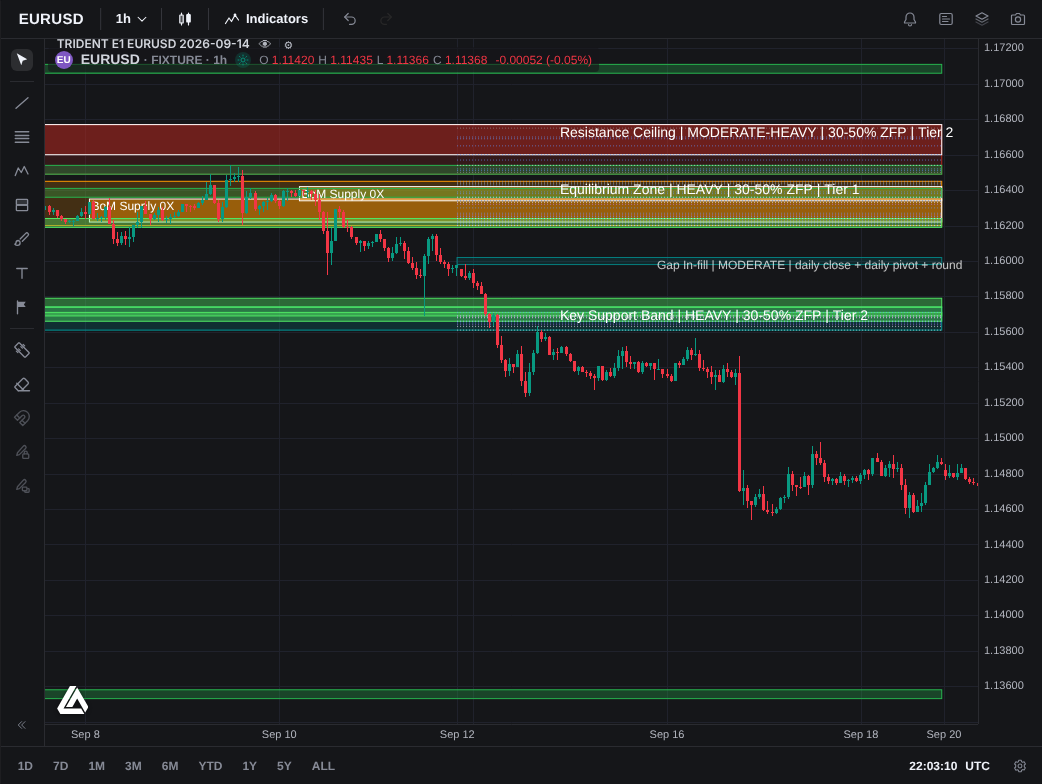 EURUSD 1h Indicators
TRIDENT E1 EURUSD 2026-09-14
EU EURUSD · FIXTURE · 1h O 1.11420 H 1.11435 L 1.11366 C 1.11368 -0.00052 (-0.05%)
1.17200
1.17000
1.16800
Resistance Ceiling | MODERATE-HEAVY | 30-50% ZFP | Tier 2
1.16600
1.16400
Equilibrium Zone | HEAVY | 30-50% ZFP | Tier 1
BoM Supply 0X
BoM Supply 0X
1.16200
1.16000
Gap In-fill | MODERATE | daily close + daily pivot + round
1.15800
Key Support Band | HEAVY | 30-50% ZFP | Tier 2
1.15600
1.15400
1.15200
1.15000
1.14800
1.14600
1.14400
1.14200
1.14000
1.13800
1.13600
Sep 8 Sep 10 Sep 12 Sep 16 Sep 18 Sep 20
1D 7D 1M 3M 6M YTD 1Y 5Y ALL 22:03:10 UTC